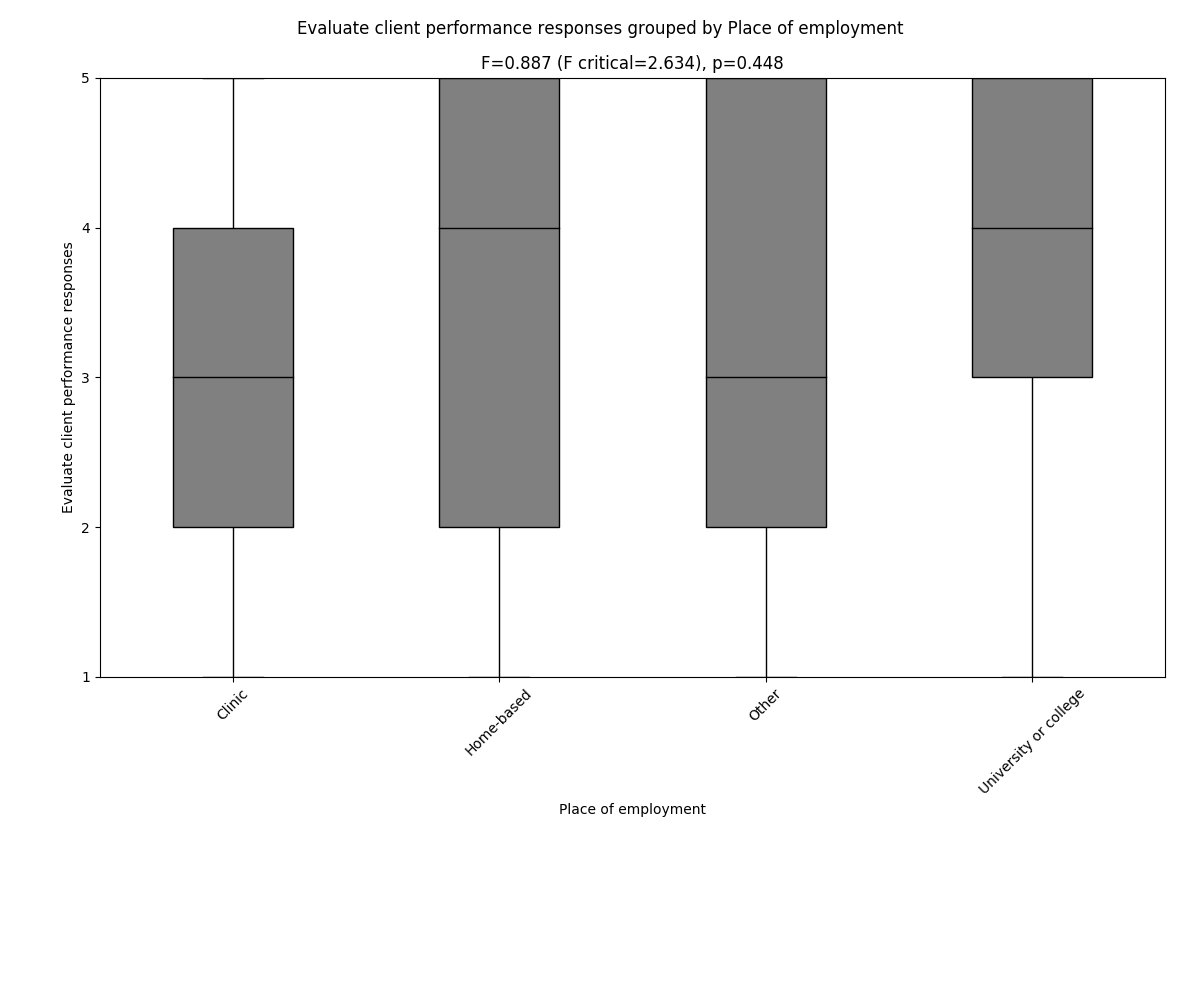 Evaluate client performance responses grouped by Place of employment
F=0.887 (F critical=2.634), p=0.448
Evaluate client performance responses
5
4
3
2
1
Clinic
Home-based
Other
University or college
Place of employment